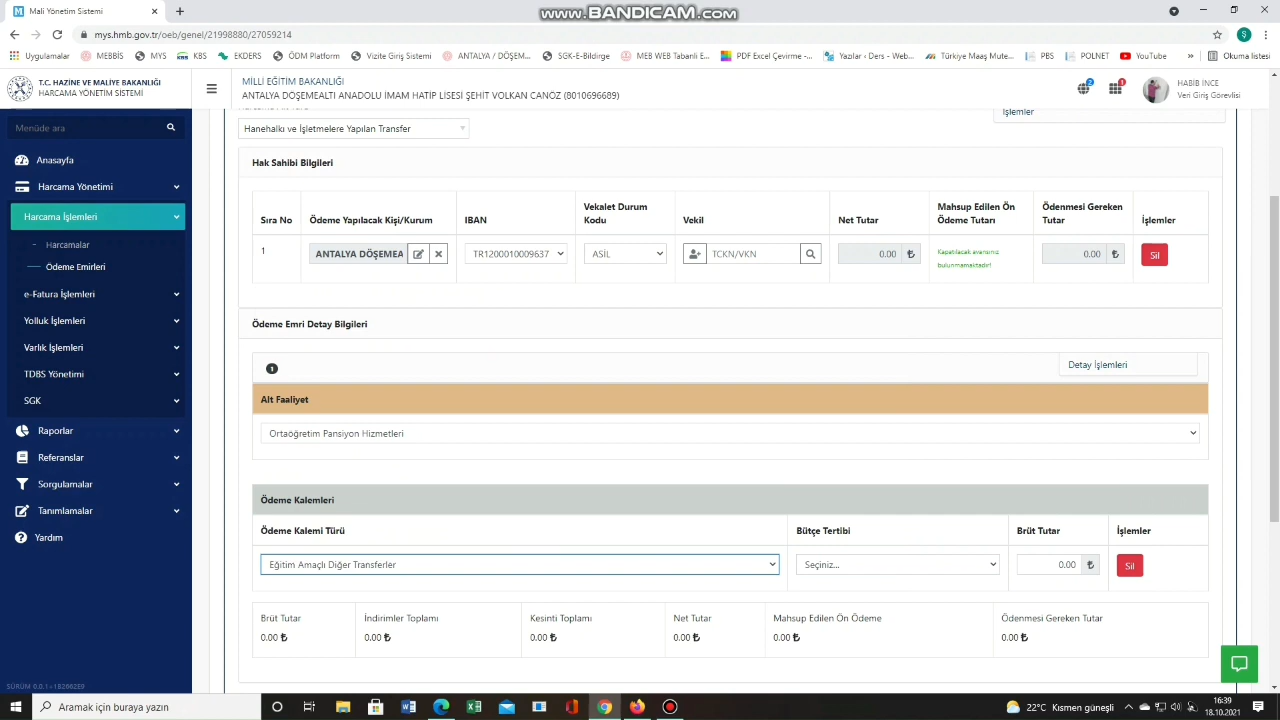 Mali Yönetim Sistemi
www.BANDICAM.com
mys.hmb.gov.tr/oeb/genel/21998880/27059214
Uygulamalar
MEBBİS
MYS
KBS
EKDERS
ÖDM Platform
Vizite Giriş Sistemi
ANTALYA / DÖŞEM...
SGK-E-Bildirge
MEB WEB Tabanlı E...
PDF Excel Çevirme -...
Yazılar ‹ Ders - Web...
Türkiye Maaş Mute...
PBS
POLNET
YouTube
»
Okuma listesi
T.C. HAZİNE VE MALİYE BAKANLIĞI
HARCAMA YÖNETİM SİSTEMİ
MİLLİ EĞİTİM BAKANLIĞI
ANTALYA DÖŞEMEALTI ANADOLU İMAM HATİP LİSESİ ŞEHİT VOLKAN CANÖZ (8010696689)
2
1
HABİB İNCE
Veri Giriş Görevlisi
Menüde ara
Anasayfa
Harcama Yönetimi
Harcama İşlemleri
Harcamalar
Ödeme Emirleri
e-Fatura İşlemleri
Yolluk İşlemleri
Varlık İşlemleri
TDBS Yönetimi
SGK
Raporlar
Referanslar
Sorgulamalar
Tanımlamalar
Yardım
SÜRÜM 0.0.1+132662E9
İşlemler
Hanehalkı ve İşletmelere Yapılan Transfer
Hak Sahibi Bilgileri
Sıra No
Ödeme Yapılacak Kişi/Kurum
IBAN
Vekalet Durum Kodu
Vekil
Net Tutar
Mahsup Edilen Ön Ödeme Tutarı
Ödenmesi Gereken Tutar
İşlemler
1
ANTALYA DÖŞEMEA
TR1200010009637
ASİL
TCKN/VKN
0.00 ₺
Kapatılacak avansınız bulunmamaktadır!
0.00 ₺
Sil
Ödeme Emri Detay Bilgileri
1
Detay İşlemleri
Alt Faaliyet
Ortaöğretim Pansiyon Hizmetleri
Ödeme Kalemleri
Ödeme Kalemi Türü
Bütçe Tertibi
Brüt Tutar
İşlemler
Eğitim Amaçlı Diğer Transferler
Seçiniz...
0.00 ₺
Sil
Brüt Tutar
İndirimler Toplamı
Kesinti Toplamı
Net Tutar
Mahsup Edilen Ön Ödeme
Ödenmesi Gereken Tutar
0.00 ₺
0.00 ₺
0.00 ₺
0.00 ₺
0.00 ₺
0.00 ₺
Aramak için buraya yazın
22°C Kısmen güneşli
16:39
18.10.2021